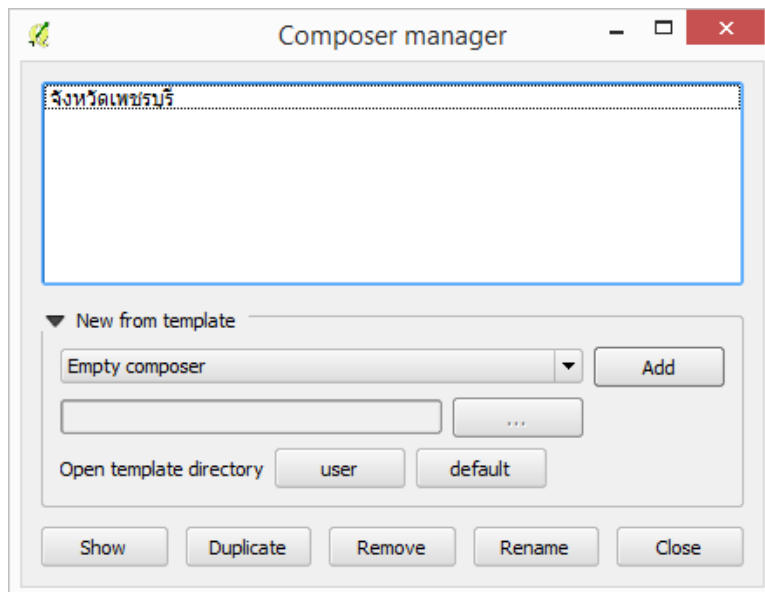 Composer manager
จังหวัดเพชรบุรี
New from template
Empty composer
Add
...
Open template directory user default
Show Duplicate Remove Rename Close